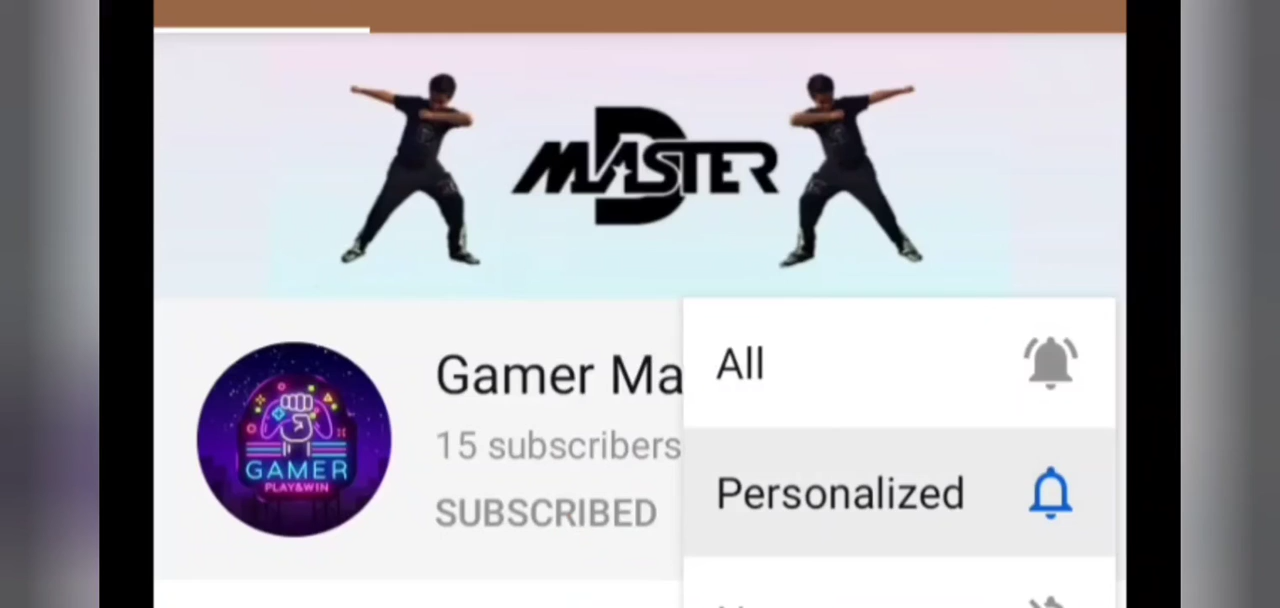 D
MASTER
Gamer Ma
15 subscribers
SUBSCRIBED
GAMER
PLAY&WIN
All
Personalized